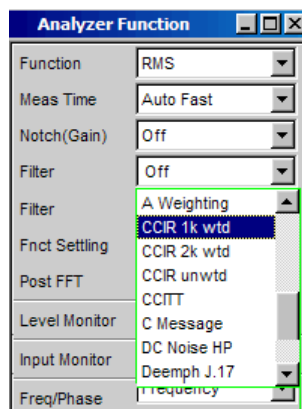 Analyzer Function
Function RMS
Meas Time Auto Fast
Notch(Gain) Off
Filter Off
Filter A Weighting
CCIR 1k wtd
Fnct Settling CCIR 2k wtd
CCIR unwtd
Post FFT CCITT
Level Monitor C Message
DC Noise HP
Input Monitor Deemph J.17
Freq/Phase Frequency